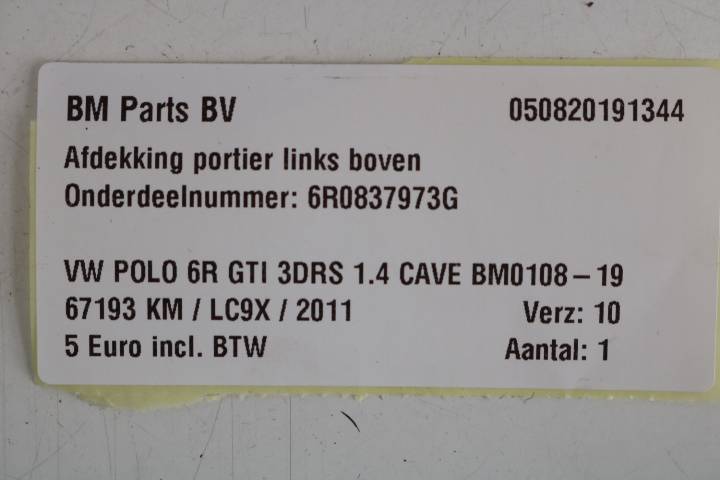 BM Parts BV 050820191344
Afdekking portier links boven
Onderdeelnummer: 6R0837973G
VW POLO 6R GTI 3DRS 1.4 CAVE BM0108-19
67193 KM / LC9X / 2011 Verz: 10
5 Euro incl. BTW Aantal: 1